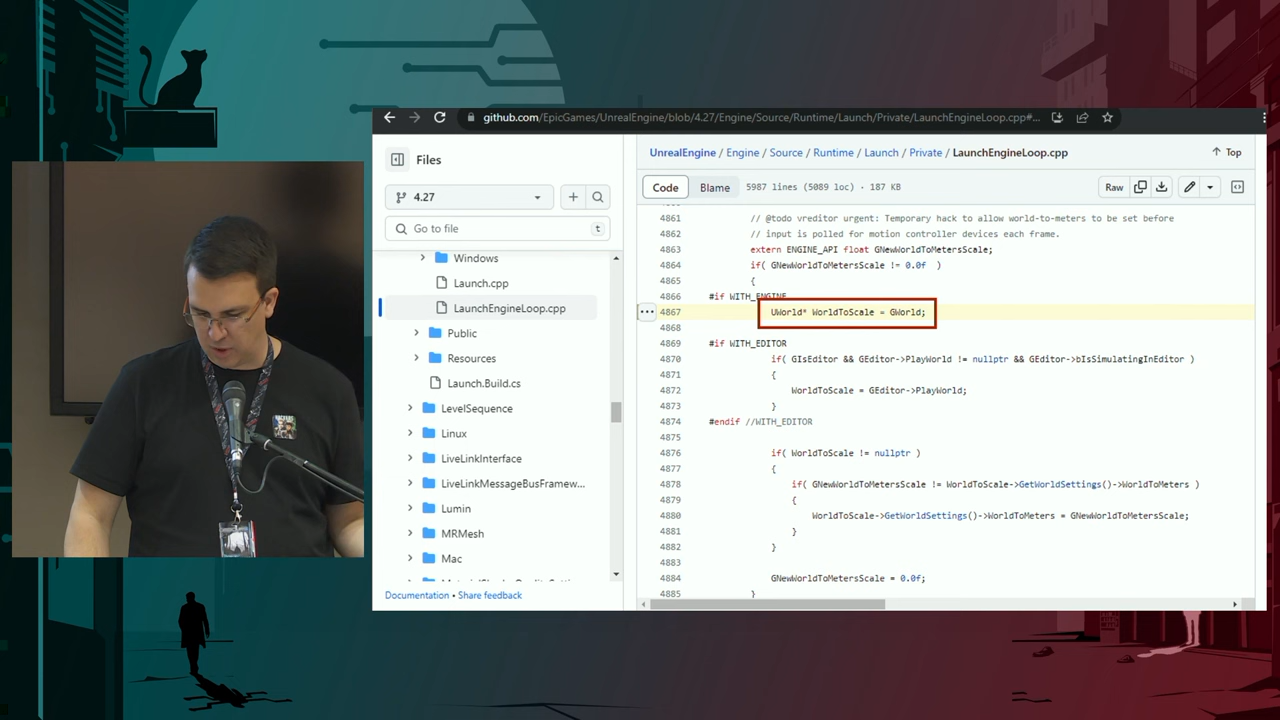 github.com/EpicGames/UnrealEngine/blob/4.27/Engine/Source/Runtime/Launch/Private/LaunchEngineLoop.cpp#...
Files
4.27
Go to file
t
Windows
Launch.cpp
LaunchEngineLoop.cpp
Public
Resources
Launch.Build.cs
LevelSequence
Linux
LiveLinkInterface
LiveLinkMessageBusFramew...
Lumin
MRMesh
Mac
Documentation • Share feedback
UnrealEngine / Engine / Source / Runtime / Launch / Private / LaunchEngineLoop.cpp
Top
Code Blame 5987 lines (5089 loc) · 187 KB
Raw
4861 // @todo vreditor urgent: Temporary hack to allow world-to-meters to be set before
4862 // input is polled for motion controller devices each frame.
4863 extern ENGINE_API float GNewWorldToMetersScale;
4864 if( GNewWorldToMetersScale != 0.0f )
4865 {
4866 #if WITH_ENGINE
4867 UWorld* WorldToScale = GWorld;
4868
4869 #if WITH_EDITOR
4870 if( GIsEditor && GEditor->PlayWorld != nullptr && GEditor->bIsSimulatingInEditor )
4871 {
4872 WorldToScale = GEditor->PlayWorld;
4873 }
4874 #endif //WITH_EDITOR
4875
4876 if( WorldToScale != nullptr )
4877 {
4878 if( GNewWorldToMetersScale != WorldToScale->GetWorldSettings()->WorldToMeters )
4879 {
4880 WorldToScale->GetWorldSettings()->WorldToMeters = GNewWorldToMetersScale;
4881 }
4882 }
4883
4884 GNewWorldToMetersScale = 0.0f;
4885 }